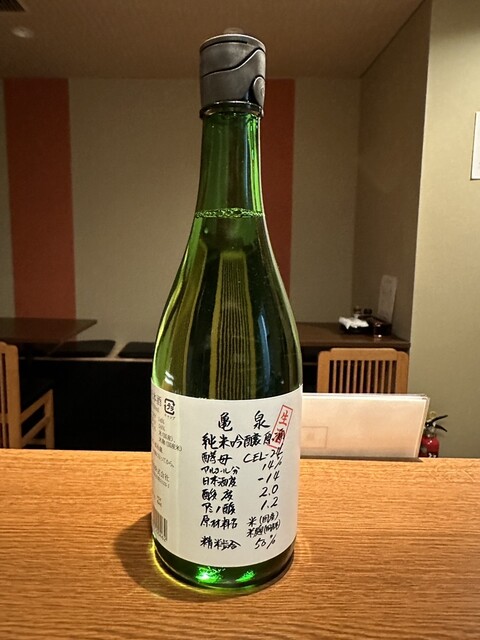 亀泉
生酒
純米吟醸原酒
酵母 CEL-24
アルコール分 14%
日本酒度 -14
酸度 2.0
アミノ酸 1.2
原材料名 米(国産)
米麹(国産米)
精米歩合 50%